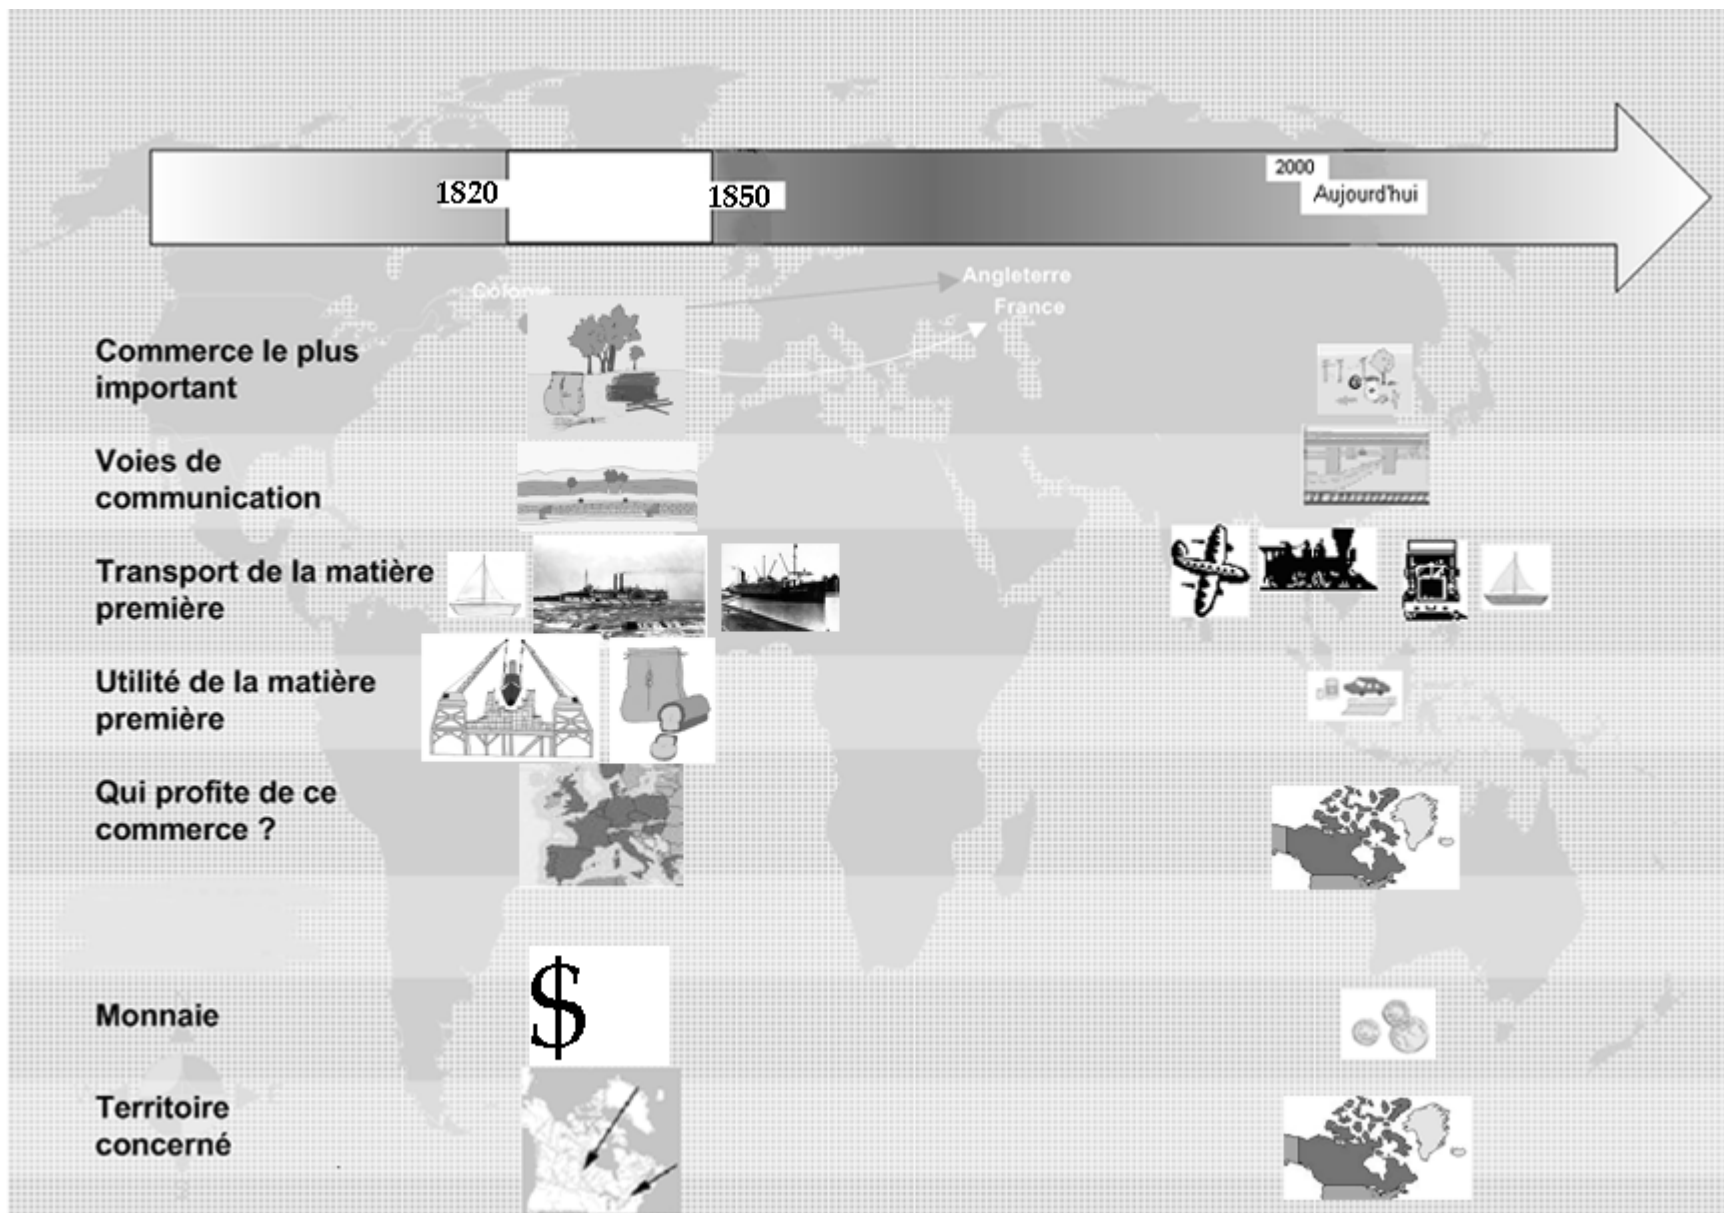 1820
1850
2000
Aujourd'hui
Colonie
Angleterre
France
Commerce le plus
important
Voies de
communication
Transport de la matière
première
Utilité de la matière
première
Qui profite de ce
commerce ?
Monnaie
$
Territoire
concerné